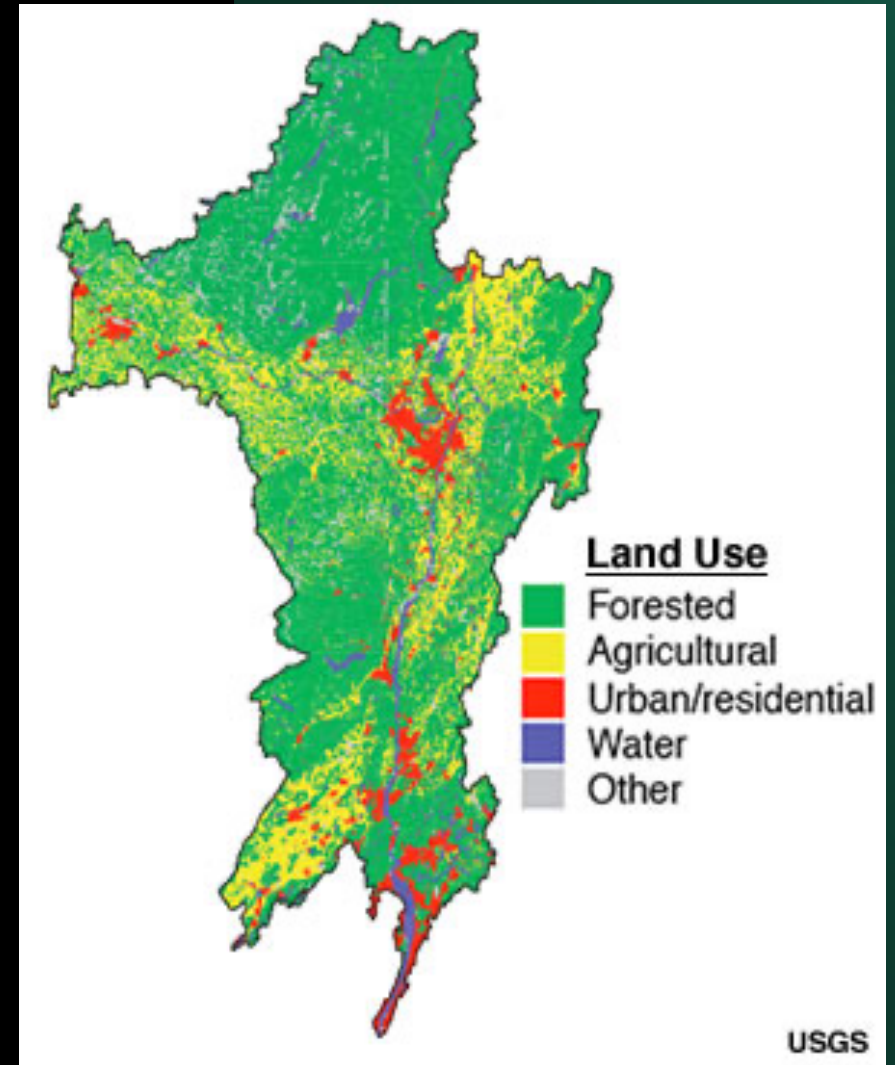 Land Use
Forested
Agricultural
Urban/residential
Water
Other
USGS